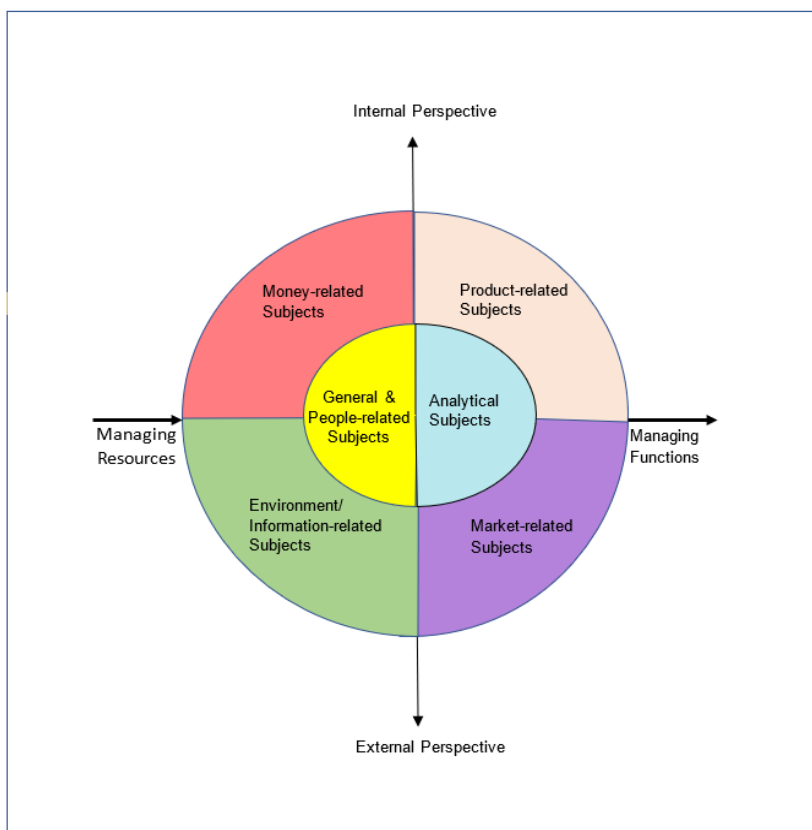 Internal Perspective
Money-related
Subjects
Product-related
Subjects
General &
People-related
Subjects
Analytical
Subjects
Managing
Resources
Managing
Functions
Environment/
Information-related
Subjects
Market-related
Subjects
External Perspective